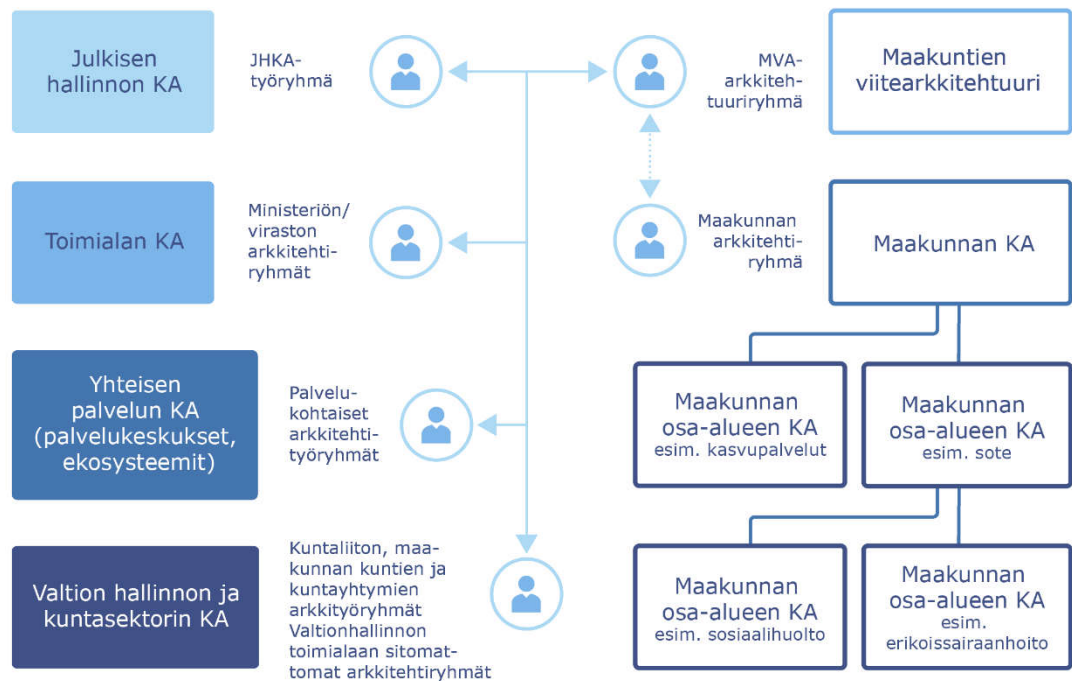 Julkisen
hallinnon KA
JHKA-
työryhmä
MVA-
arkkiteh-
tuuriryhmä
Maakuntien
viitearkkitehtuuri
Toimialan KA
Ministeriön/
viraston
arkkitehti-
ryhmät
Maakunnan
arkkitehti-
ryhmä
Maakunnan KA
Yhteisen
palvelun KA
(palvelukeskukset,
ekosysteemit)
Palvelu-
kohtaiset
arkkitehti-
työryhmät
Maakunnan
osa-alueen KA
esim. kasvupalvelut
Maakunnan
osa-alueen KA
esim. sote
Valtion hallinnon ja
kuntasektorin KA
Kuntaliiton, maa-
kunnan kuntien ja
kuntayhtymien
arkkityöryhmät
Valtionhallinnon
toimialaan sitomat-
tomat arkkitehtiryhmät
Maakunnan
osa-alueen KA
esim. sosiaalihuolto
Maakunnan
osa-alueen KA
esim.
erikoissairaanhoito